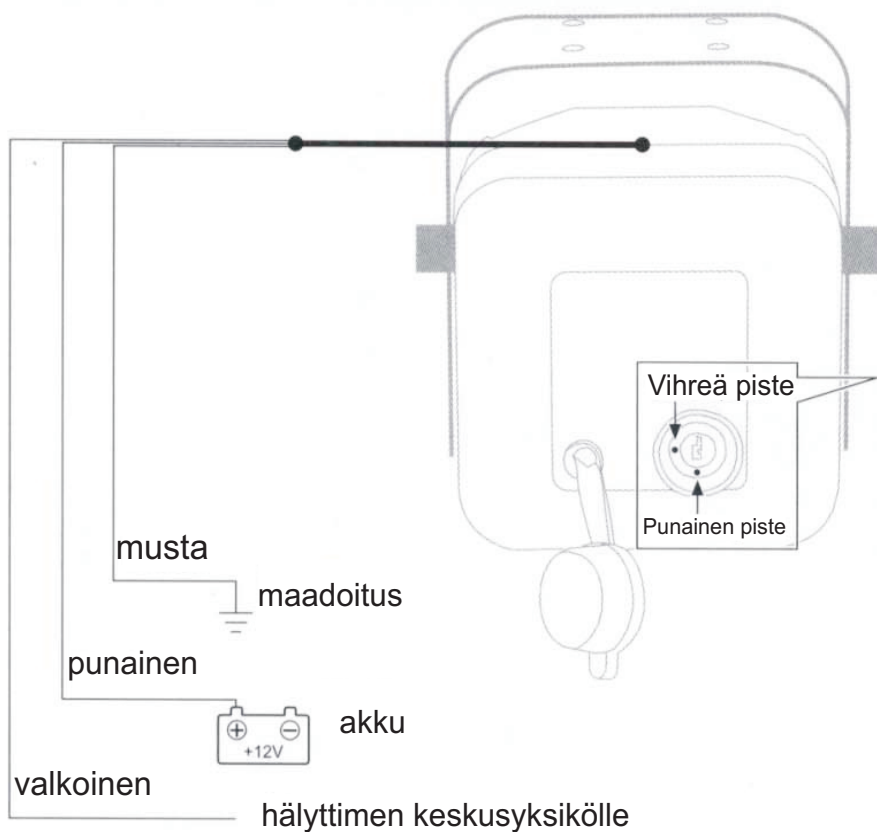 Vihreä piste
Punainen piste
musta
maadoitus
punainen
akku
+12V
valkoinen
hälyttimen keskusyksikölle